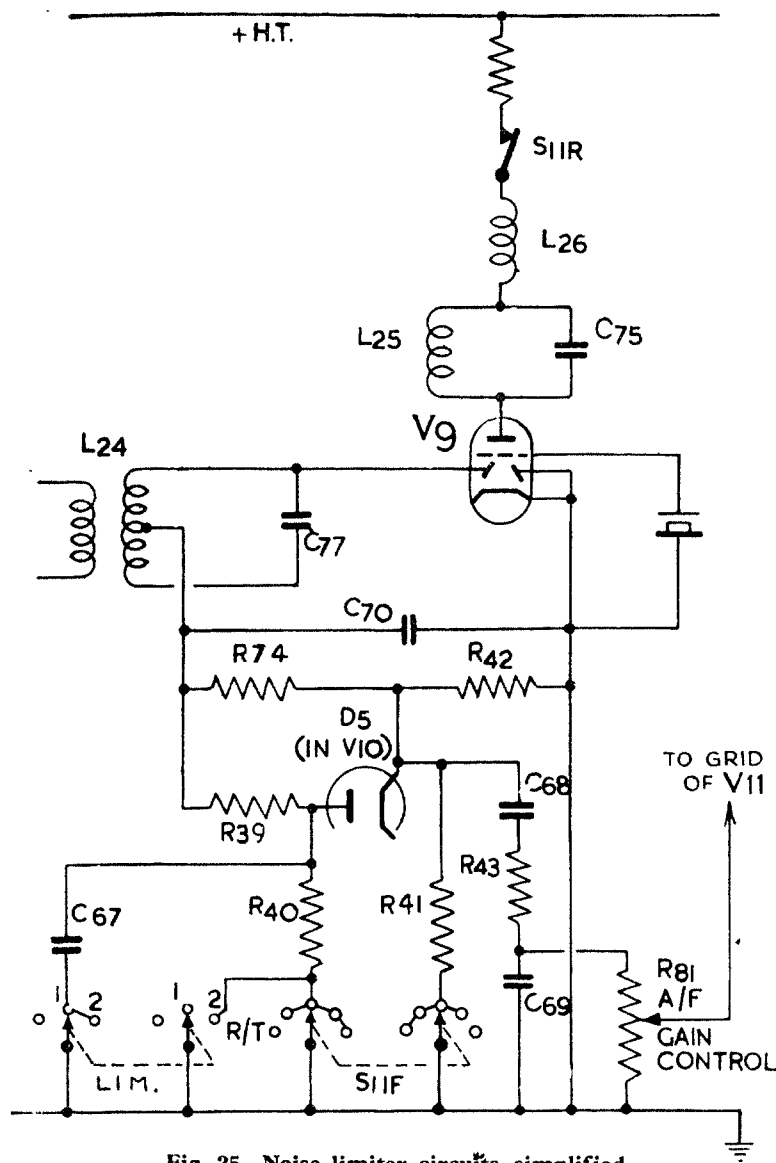 + H.T.
S11R
L26
L25
C75
V9
L24
C77
C70
R74
R42
D5
(IN V10)
TO GRID
OF V11
C68
R39
R43
C67
R40
R41
R81
A/F
GAIN
CONTROL
C69
1
2
1
2
R/T
LIM.
S11F
Fig. 25. Noise limiter circuits simplified